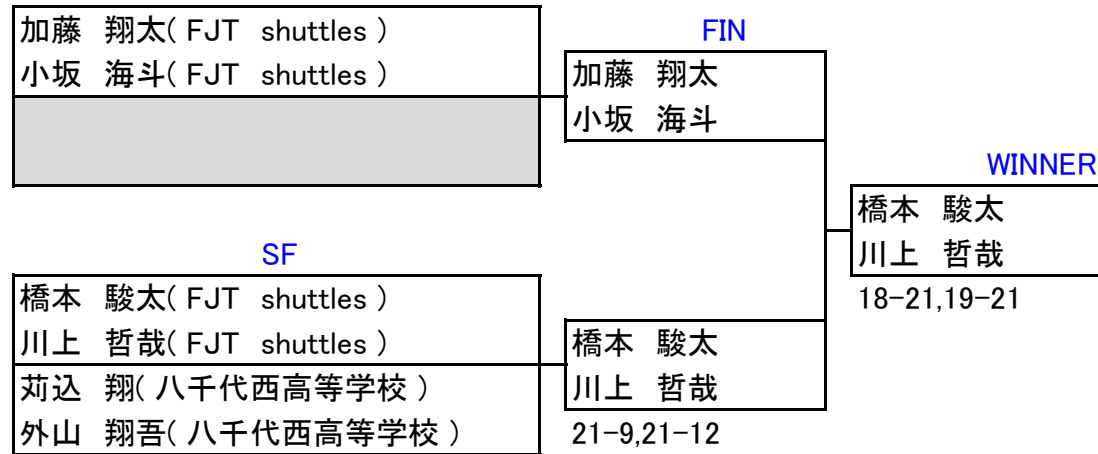 加藤　翔太( FJT　shuttles )
小坂　海斗( FJT　shuttles )
FIN
加藤　翔太
小坂　海斗
WINNER
橋本　駿太
川上　哲哉
18-21,19-21
SF
橋本　駿太( FJT　shuttles )
川上　哲哉( FJT　shuttles )
苅込　翔( 八千代西高等学校 )
外山　翔吾( 八千代西高等学校 )
橋本　駿太
川上　哲哉
21-9,21-12